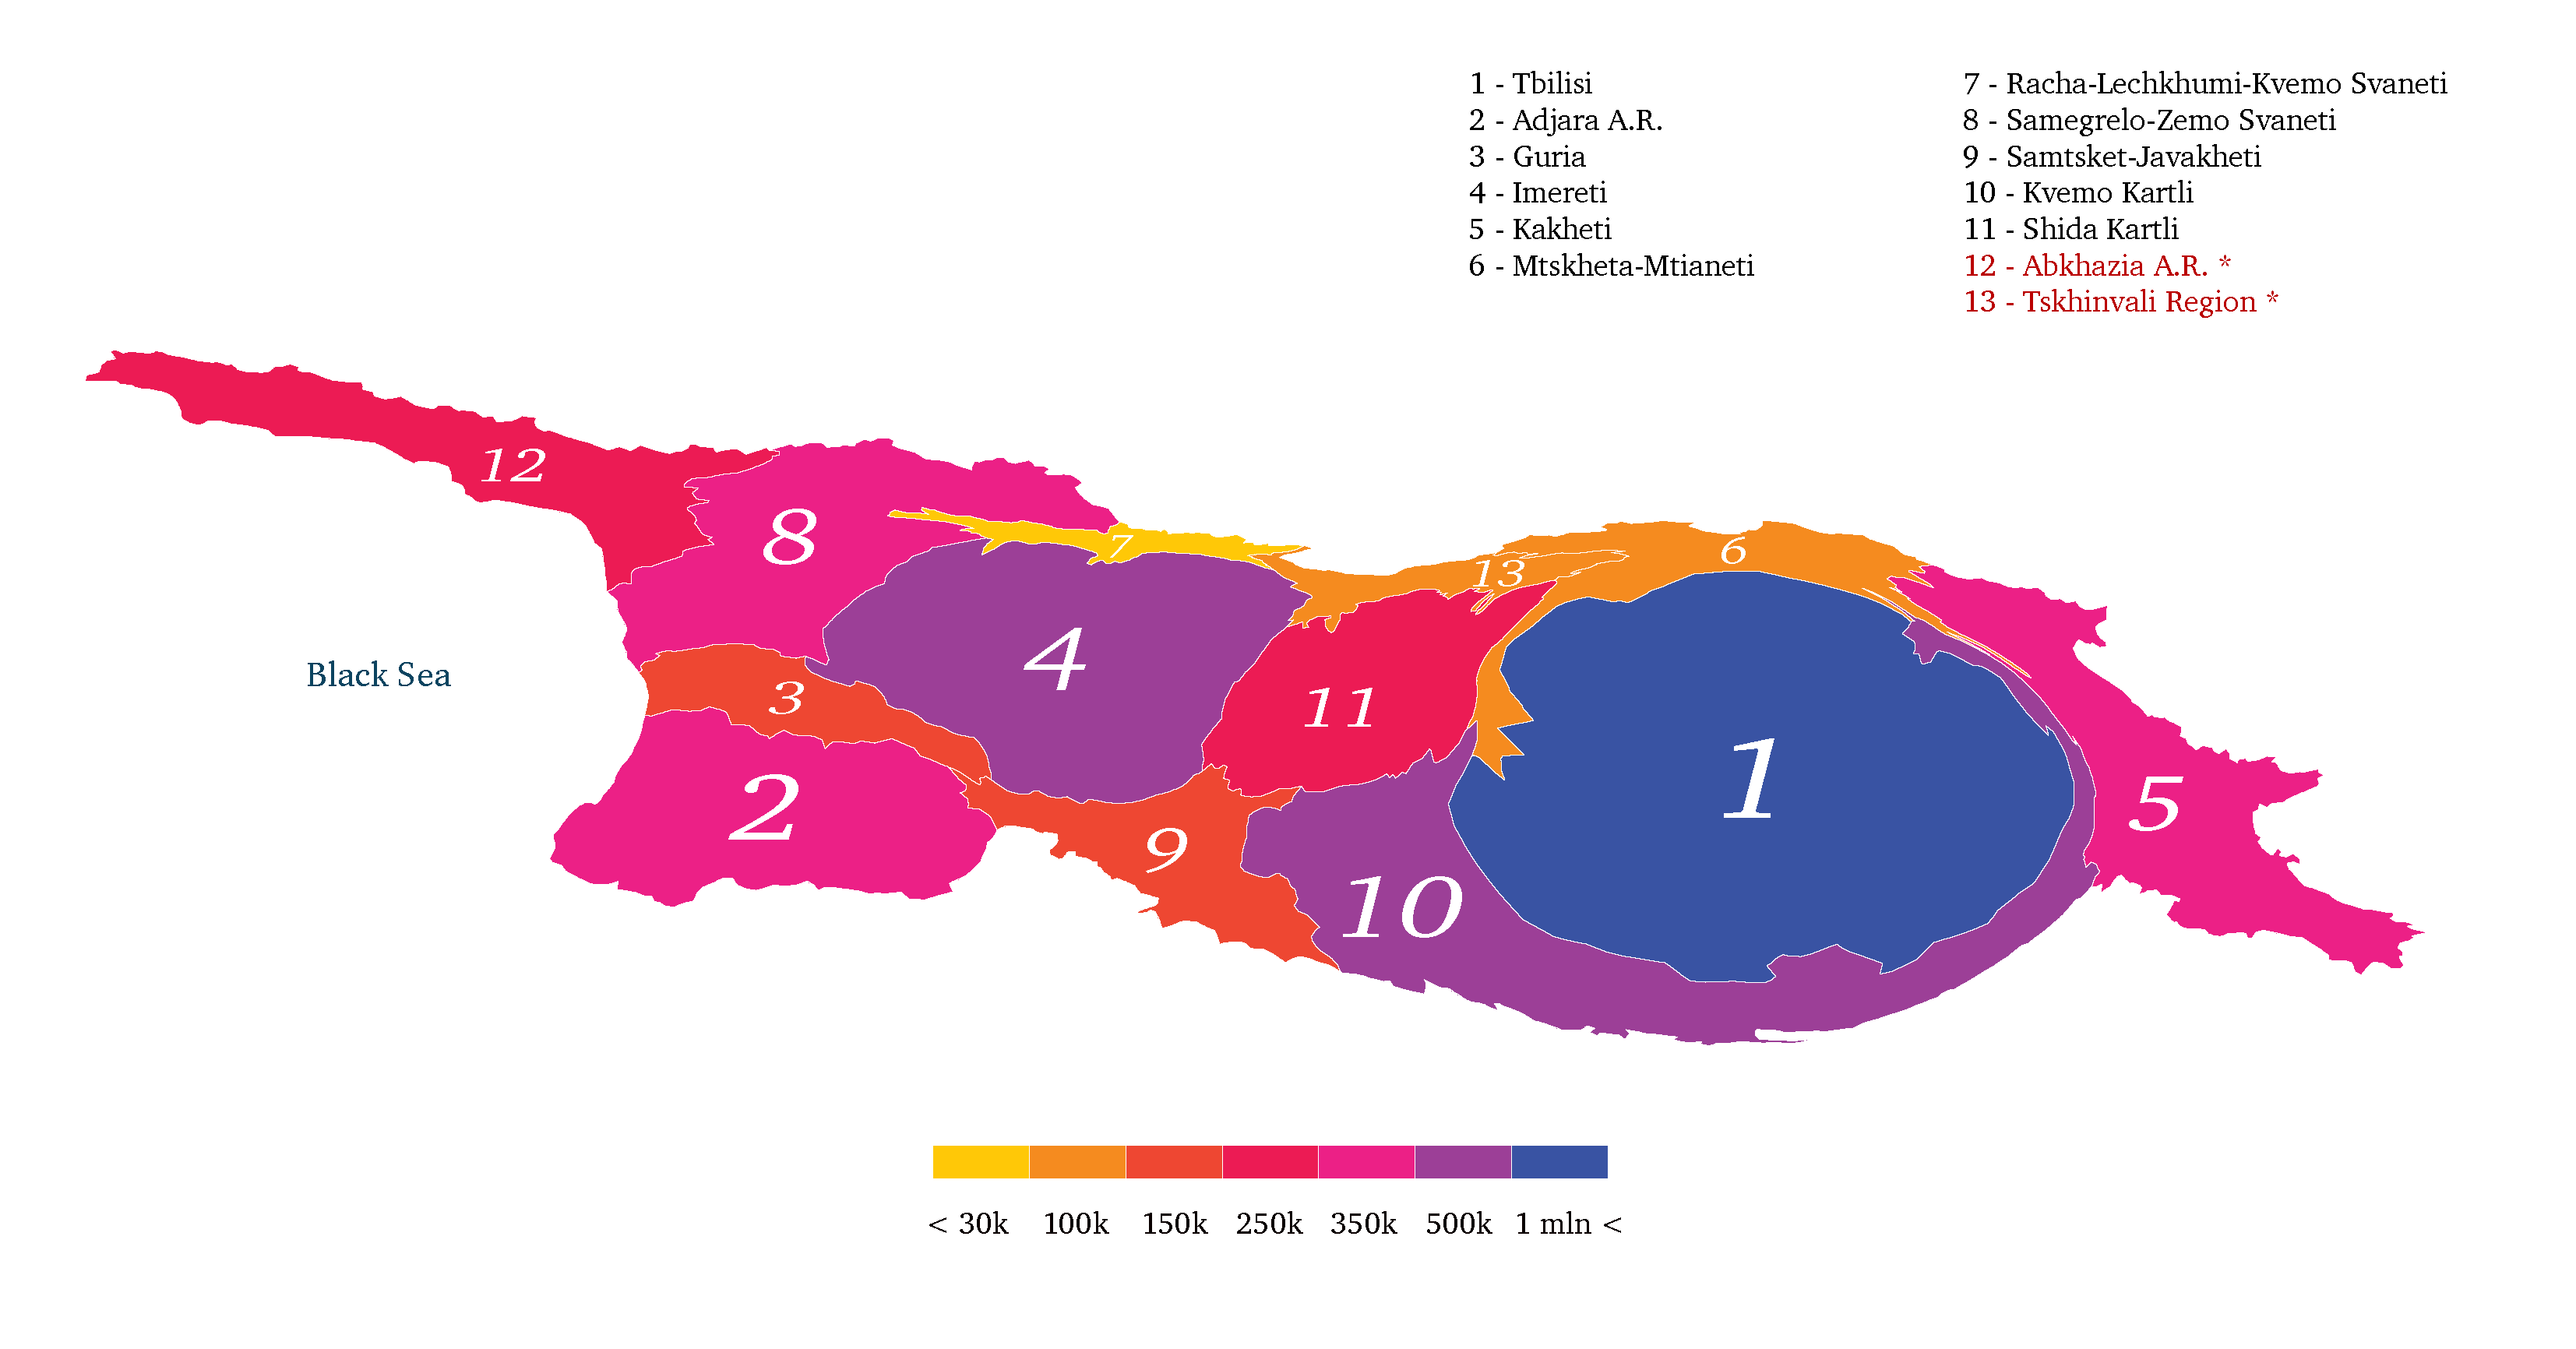 1 - Tbilisi
2 - Adjara A.R.
3 - Guria
4 - Imereti
5 - Kakheti
6 - Mtskheta-Mtianeti
7 - Racha-Lechkhumi-Kvemo Svaneti
8 - Samegrelo-Zemo Svaneti
9 - Samtsket-Javakheti
10 - Kvemo Kartli
11 - Shida Kartli
12 - Abkhazia A.R. *
13 - Tskhinvali Region *
12
8
7
13
6
4
Black Sea
3
11
2
1
5
9
10
< 30k 100k 150k 250k 350k 500k 1 mln <